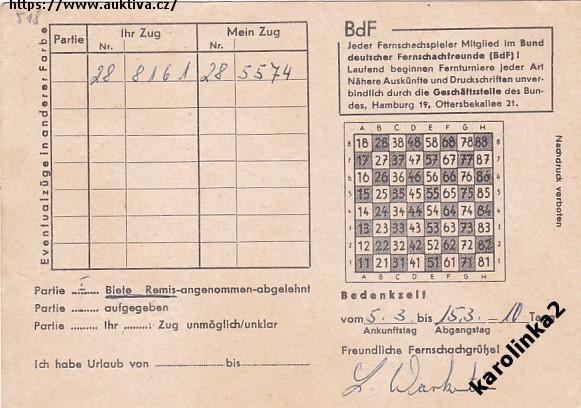 https://www.auktiva.cz/
518
Eventualzüge in anderer Farbe
Partie Ihr Zug Mein Zug
Nr. Nr.
28 8161 28 5574
Partie I Biete Remis-angenommen-abgelehnt
Partie ........ aufgegeben
Partie ........ Ihr ........ Zug unmöglich/unklar
Ich habe Urlaub von ................ bis ................
BdF
Jeder Fernschachspieler Mitglied im Bund
deutscher Fernschachfreunde (BdF)!
Laufend beginnen Fernturniere jeder Art
Nähere Auskünfte und Druckschriften unver-
bindlich durch die Geschäftsstelle des Bun-
des, Hamburg 19, Ottersbekallee 21.
A B C D E F G H
8 18 28 38 48 58 68 78 88 8
7 17 27 37 47 57 67 77 87 7
6 16 26 36 46 56 66 76 86 6
5 15 25 35 45 55 65 75 85 5
4 14 24 34 44 54 64 74 84 4
3 13 23 33 43 53 63 73 83 3
2 12 22 32 42 52 62 72 82 2
1 11 21 31 41 51 61 71 81 1
A B C D E F G H
Nachdruck verboten
Bedenkzeit
vom 5.3. bis 15.3. = 10 Tage
Ankunftstag Abgangstag
Freundliche Fernschachgrüße!
karolinka2